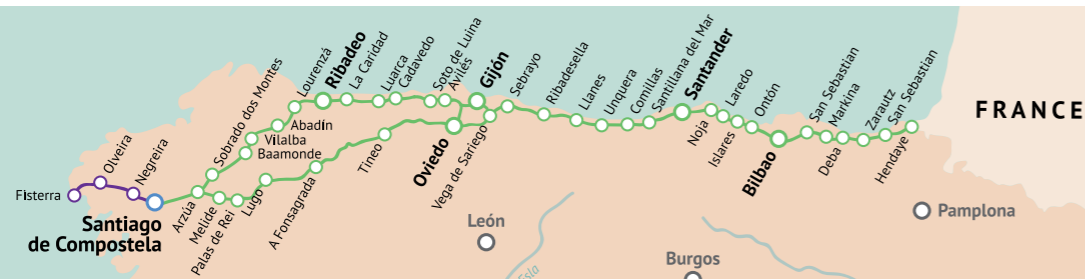 Fisterra
Olveira
Negreira
Santiago
de Compostela
Arzúa
Melide
Palas de Rei
Lugo
A Fonsagrada
Tineo
Oviedo
Vega de Sariego
Sobrado dos Montes
Baamonde
Vilalba
Abadín
Lourenzá
Ribadeo
La Caridad
Luarca
Cadavedo
Soto de Luina
Avilés
Gijón
Sebrayo
Ribadesella
Llanes
Unquera
Comillas
Santillana del Mar
Santander
Noja
Laredo
Islares
Ontón
Bilbao
San Sebastian
Markina
Deba
Zarautz
San Sebastian
Hendaye
FRANCE
Pamplona
León
Burgos
Esla